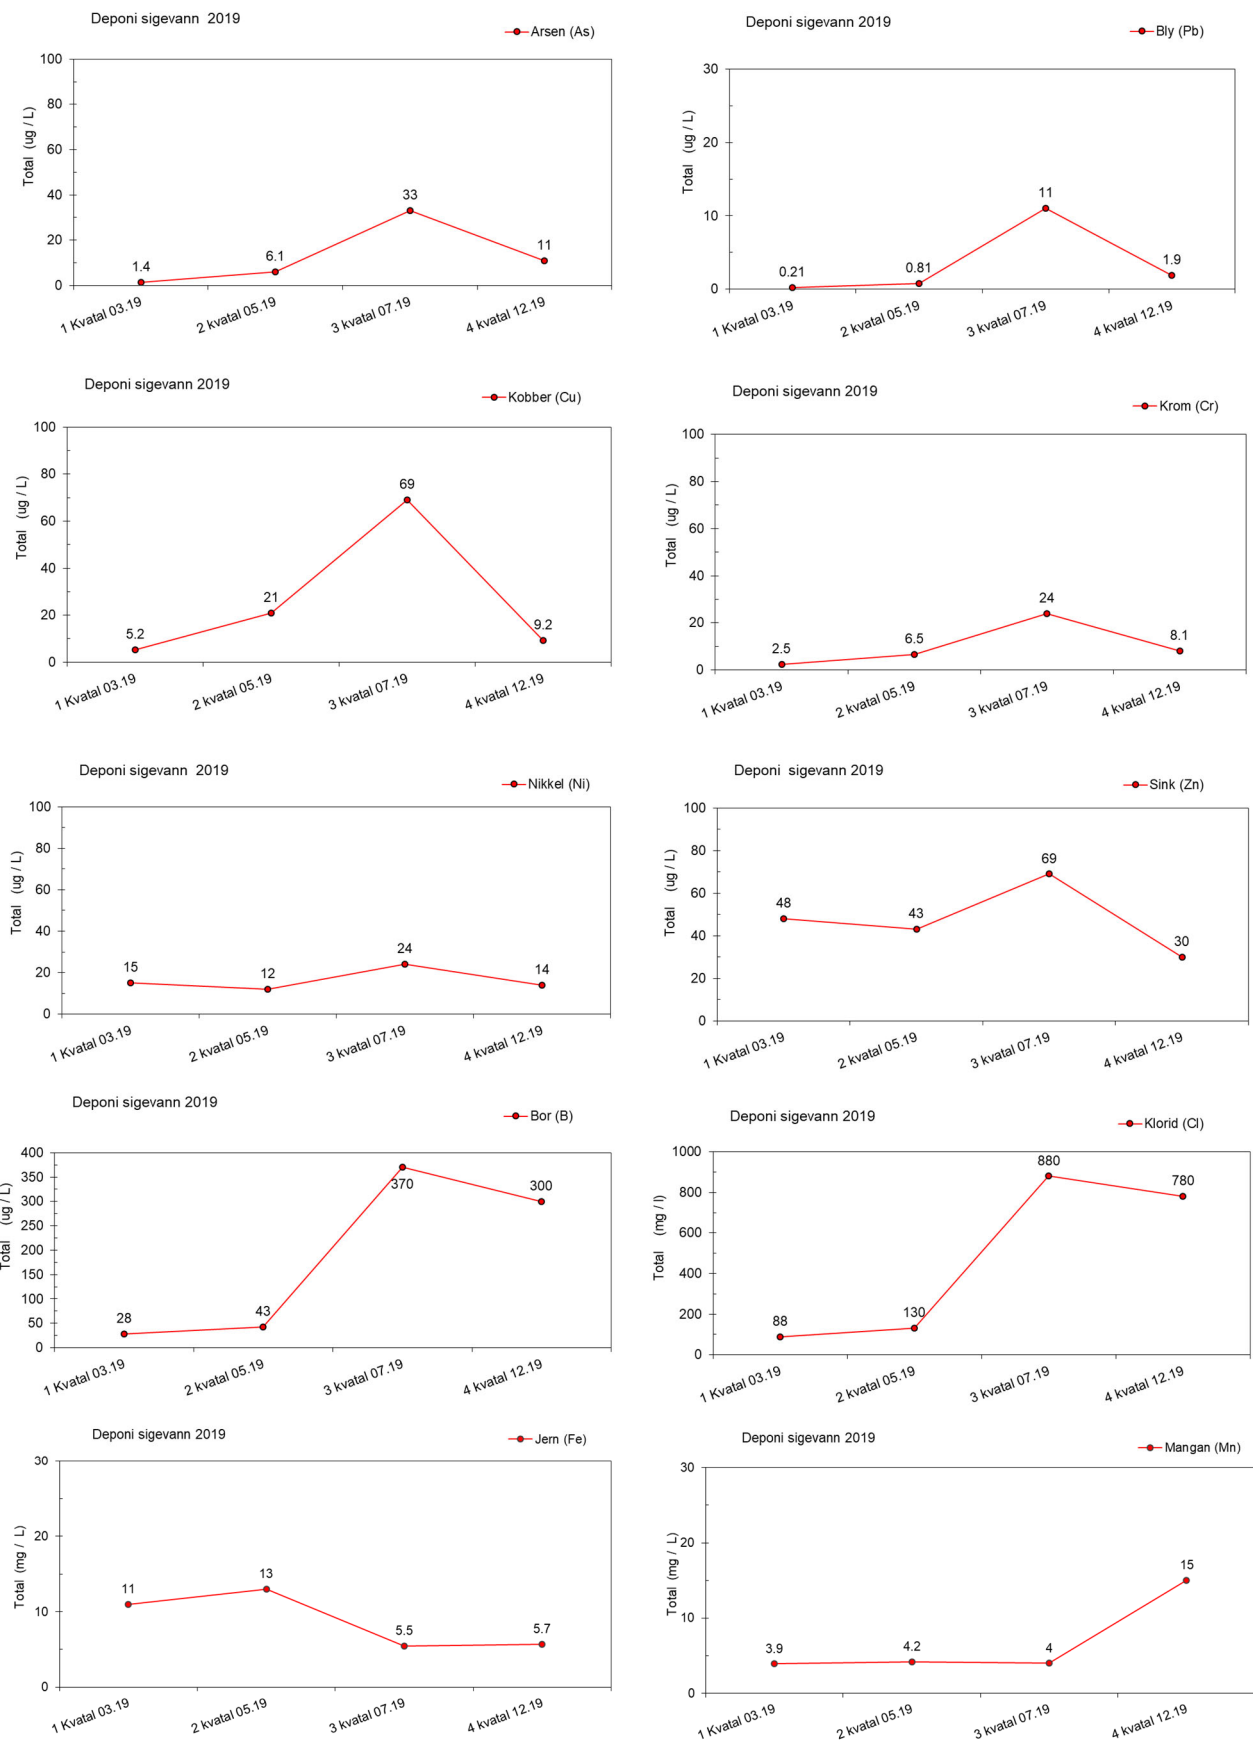 Deponi sigevann 2019
Arsen (As)
Total (ug / L)
100
80
60
40
20
0
1.4
6.1
33
11
1 Kvatal 03.19
2 kvatal 05.19
3 kvatal 07.19
4 kvatal 12.19
Deponi sigevann 2019
Bly (Pb)
Total (ug / L)
30
20
10
0
0.21
0.81
11
1.9
1 Kvatal 03.19
2 kvatal 05.19
3 kvatal 07.19
4 kvatal 12.19
Deponi sigevann 2019
Kobber (Cu)
Total (ug / L)
100
80
60
40
20
0
5.2
21
69
9.2
1 Kvatal 03.19
2 kvatal 05.19
3 kvatal 07.19
4 kvatal 12.19
Deponi sigevann 2019
Krom (Cr)
Total (ug / L)
100
80
60
40
20
0
2.5
6.5
24
8.1
1 Kvatal 03.19
2 kvatal 05.19
3 kvatal 07.19
4 kvatal 12.19
Deponi sigevann 2019
Nikkel (Ni)
Total (ug / L)
100
80
60
40
20
0
15
12
24
14
1 Kvatal 03.19
2 kvatal 05.19
3 kvatal 07.19
4 kvatal 12.19
Deponi sigevann 2019
Sink (Zn)
Total (ug / L)
100
80
60
40
20
0
48
43
69
30
1 Kvatal 03.19
2 kvatal 05.19
3 kvatal 07.19
4 kvatal 12.19
Deponi sigevann 2019
Bor (B)
Total (ug / L)
400
350
300
250
200
150
100
50
0
28
43
370
300
1 Kvatal 03.19
2 kvatal 05.19
3 kvatal 07.19
4 kvatal 12.19
Deponi sigevann 2019
Klorid (Cl)
Total (mg / l)
1000
800
600
400
200
0
88
130
880
780
1 Kvatal 03.19
2 kvatal 05.19
3 kvatal 07.19
4 kvatal 12.19
Deponi sigevann 2019
Jern (Fe)
Total (mg / L)
30
20
10
0
11
13
5.5
5.7
1 Kvatal 03.19
2 kvatal 05.19
3 kvatal 07.19
4 kvatal 12.19
Deponi sigevann 2019
Mangan (Mn)
Total (mg / L)
30
20
10
0
3.9
4.2
4
15
1 Kvatal 03.19
2 kvatal 05.19
3 kvatal 07.19
4 kvatal 12.19